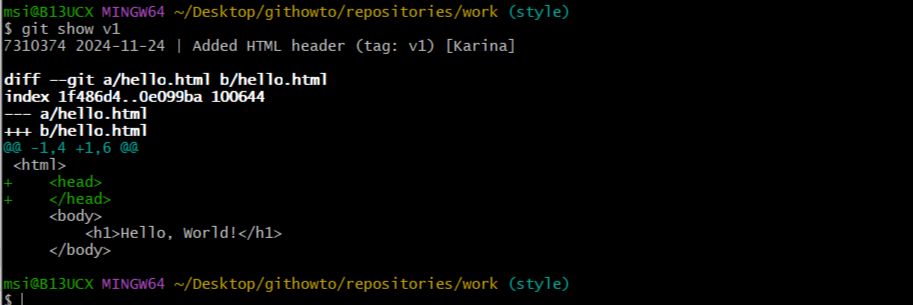 msi@B13UCX MINGW64 ~/Desktop/githowto/repositories/work (style)
$ git show v1
7310374 2024-11-24 | Added HTML header (tag: v1) [Karina]

diff --git a/hello.html b/hello.html
index 1f486d4..0e099ba 100644
--- a/hello.html
+++ b/hello.html
@@ -1,4 +1,6 @@
 <html>
+    <head>
+    </head>
     <body>
         <h1>Hello, World!</h1>
     </body>

msi@B13UCX MINGW64 ~/Desktop/githowto/repositories/work (style)
$